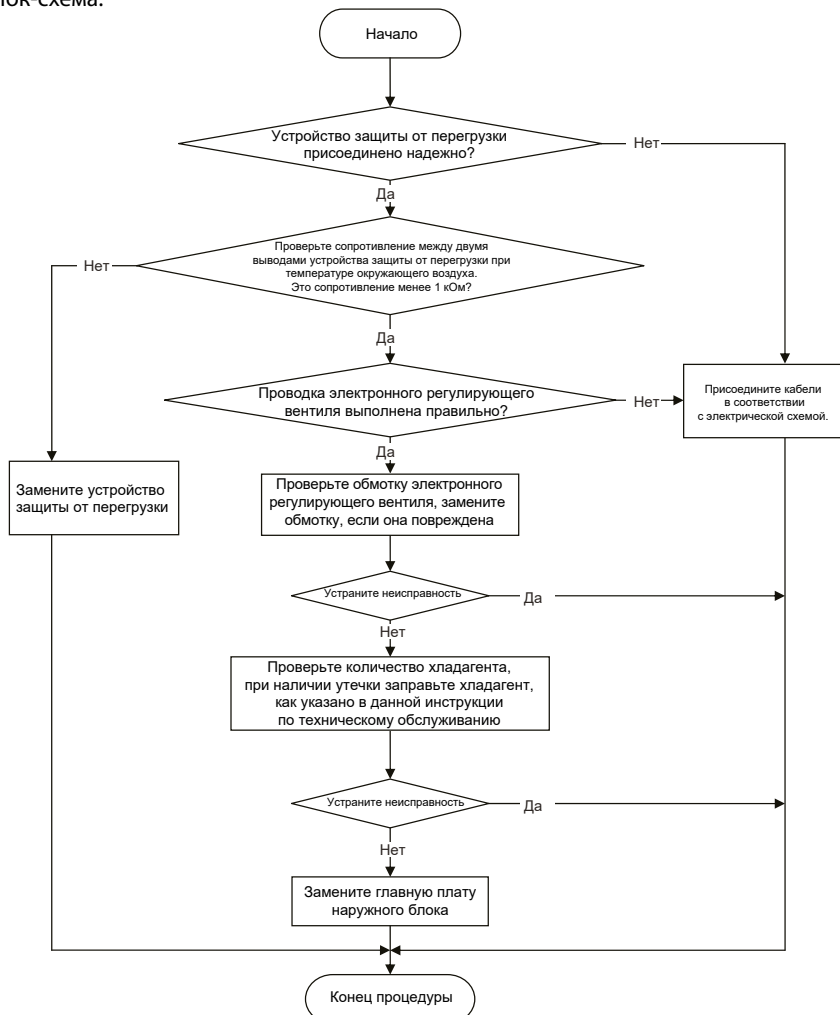 лок-схема.
Начало
Устройство защиты от перегрузки
присоединено надежно?
Нет
Да
Проверьте сопротивление между двумя
выводами устройства защиты от перегрузки при
температуре окружающего воздуха.
Это сопротивление менее 1 кОм?
Нет
Да
Проводка электронного регулирующего
вентиля выполнена правильно?
Нет
Присоедините кабели
в соответствии
с электрической схемой.
Да
Замените устройство
защиты от перегрузки
Проверьте обмотку электронного
регулирующего вентиля, замените
обмотку, если она повреждена
Устраните неисправность
Да
Нет
Проверьте количество хладагента,
при наличии утечки заправьте хладагент,
как указано в данной инструкции
по техническому обслуживанию
Устраните неисправность
Да
Нет
Замените главную плату
наружного блока
Конец процедуры